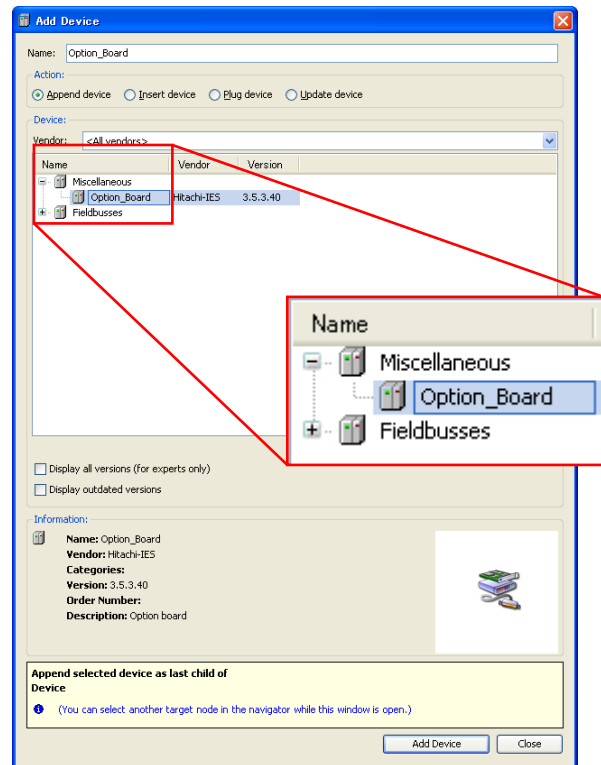 Add Device
Name: Option_Board
Action:
Append device Insert device Plug device Update device
Device:
Vendor: <All vendors>
Name Vendor Version
Miscellaneous
Option_Board Hitachi-IES 3.5.3.40
Fieldbusses
Name
Miscellaneous
Option_Board
Fieldbusses
Display all versions (for experts only)
Display outdated versions
Information:
Name: Option_Board
Vendor: Hitachi-IES
Categories:
Version: 3.5.3.40
Order Number:
Description: Option board
Append selected device as last child of
Device
(You can select another target node in the navigator while this window is open.)
Add Device Close